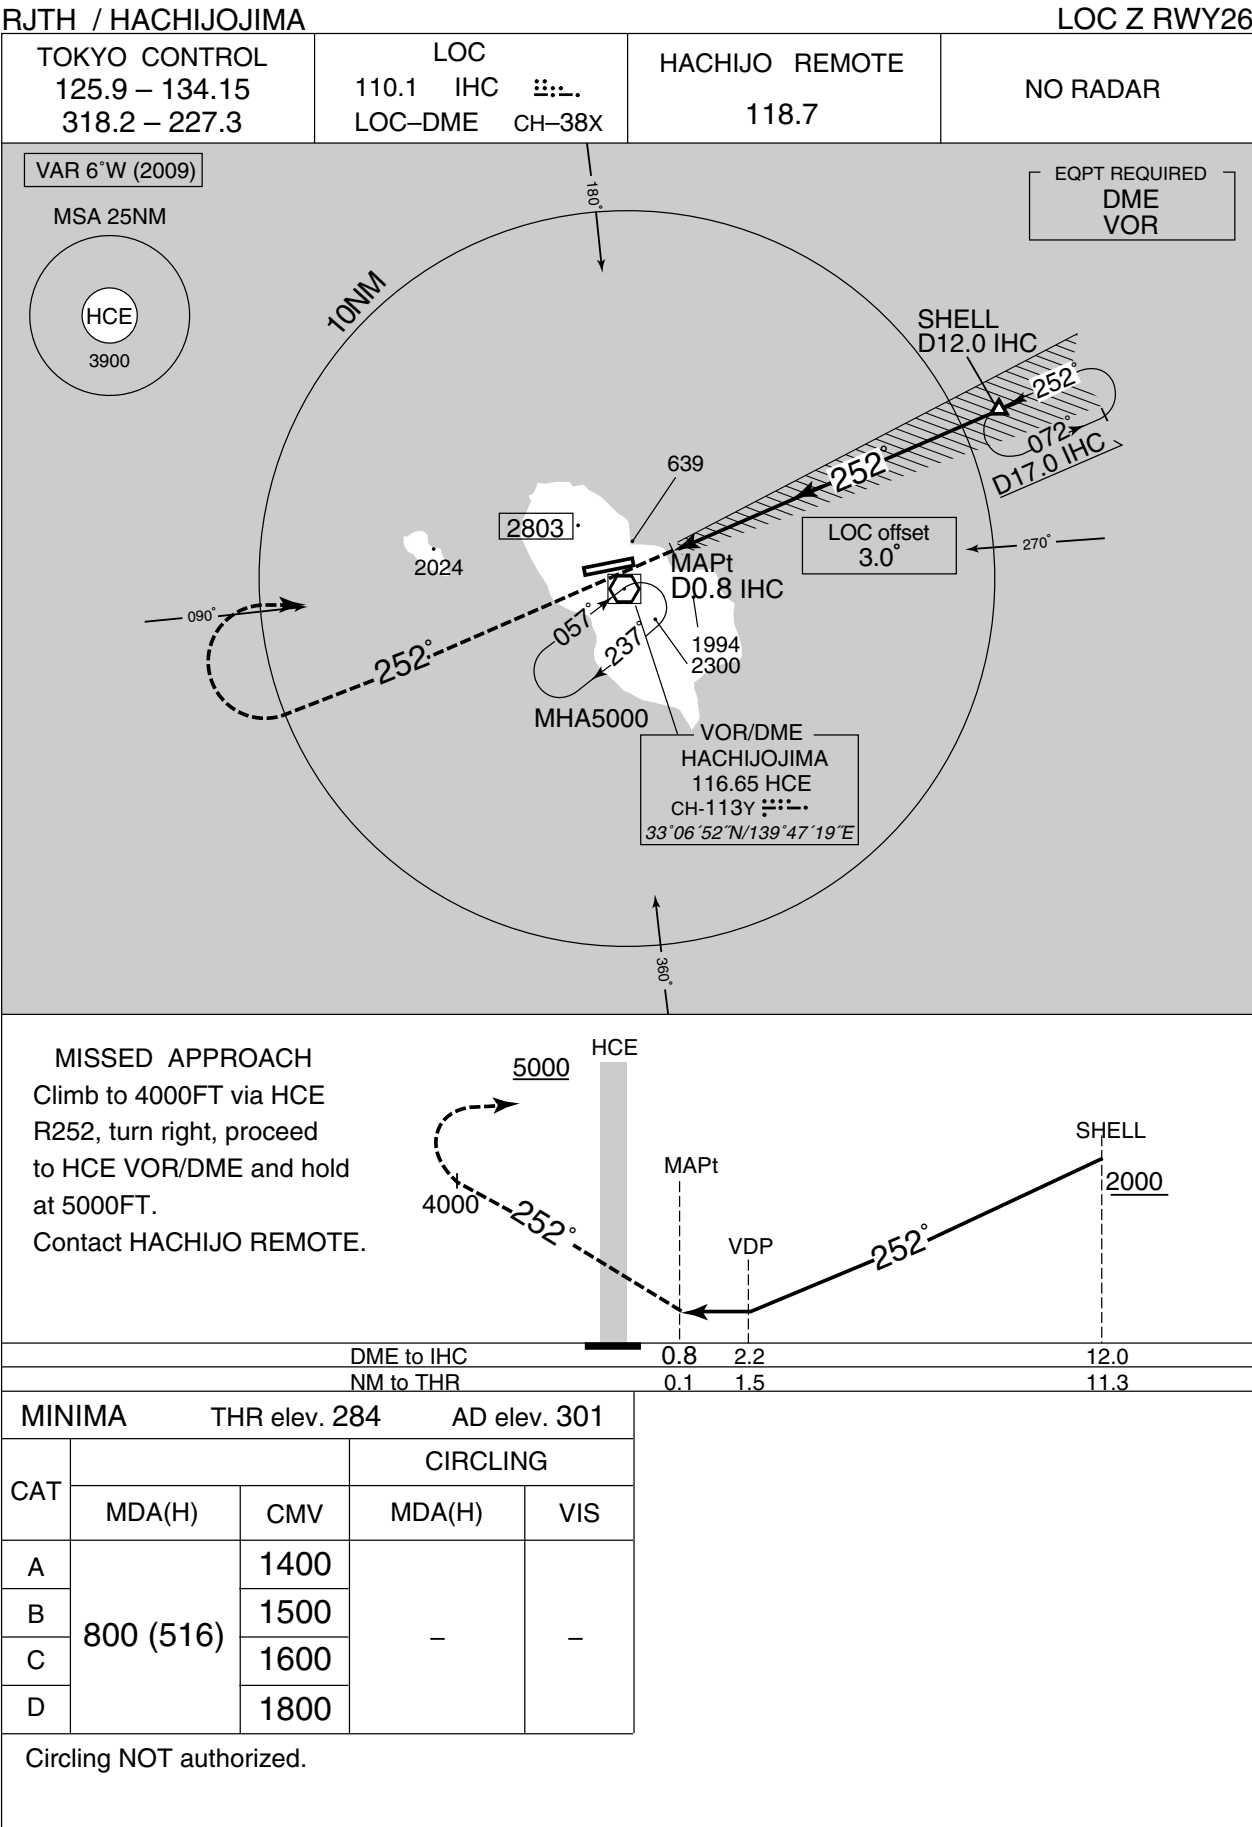 RJTH / HACHIJOJIMA
LOC Z RWY26
TOKYO CONTROL
125.9 – 134.15
318.2 – 227.3
LOC
110.1 IHC
LOC–DME CH–38X
HACHIJO REMOTE
118.7
NO RADAR
VAR 6°W (2009)
MSA 25NM
HCE
3900
EQPT REQUIRED
DME
VOR
180°
10NM
SHELL
D12.0 IHC
252°
072°
D17.0 IHC
252°
639
2803
LOC offset
3.0°
270°
2024
MAPt
D0.8 IHC
090°
057°
237°
1994
2300
252°
MHA5000
VOR/DME
HACHIJOJIMA
116.65 HCE
CH-113Y
33°06´52˝N/139°47´19˝E
360°
MISSED APPROACH
Climb to 4000FT via HCE
R252, turn right, proceed
to HCE VOR/DME and hold
at 5000FT.
Contact HACHIJO REMOTE.
5000
HCE
4000
252°
MAPt
VDP
252°
SHELL
2000
DME to IHC 0.8 2.2 12.0
NM to THR 0.1 1.5 11.3
MINIMA THR elev. 284 AD elev. 301
CAT
CIRCLING
MDA(H) CMV MDA(H) VIS
A 1400
B 1500
800 (516) – –
C 1600
D 1800
Circling NOT authorized.